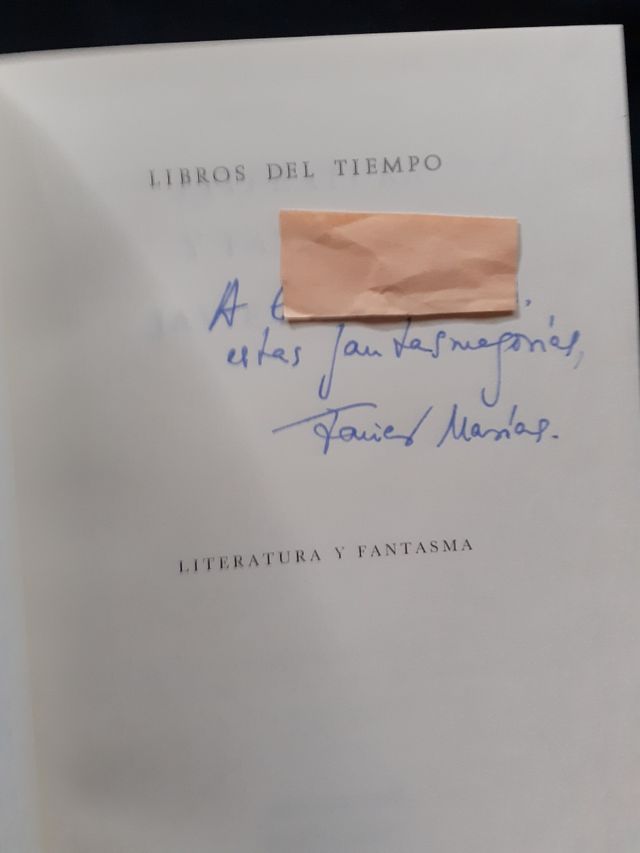 LIBROS DEL TIEMPO
A
estas fantasmagorías,
Javier Marías.
LITERATURA Y FANTASMA